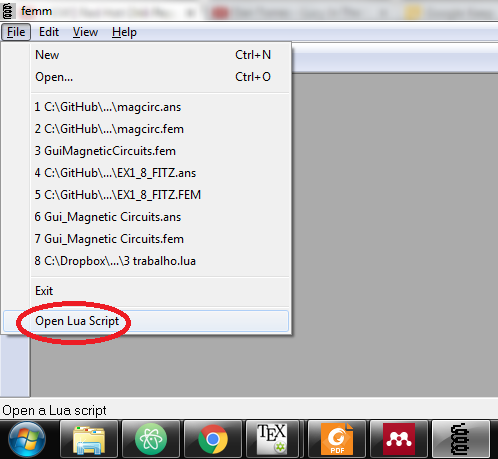 femm
File Edit View Help
New Ctrl+N
Open... Ctrl+O
1 C:\GitHub\...\magcirc.ans
2 C:\GitHub\...\magcirc.fem
3 GuiMagneticCircuits.fem
4 C:\GitHub\...\EX1_8_FITZ.ans
5 C:\GitHub\...\EX1_8_FITZ.FEM
6 Gui_Magnetic Circuits.ans
7 Gui_Magnetic Circuits.fem
8 C:\Dropbox\...\3 trabalho.lua
Exit
Open Lua Script
Open a Lua script
TEX
PDF